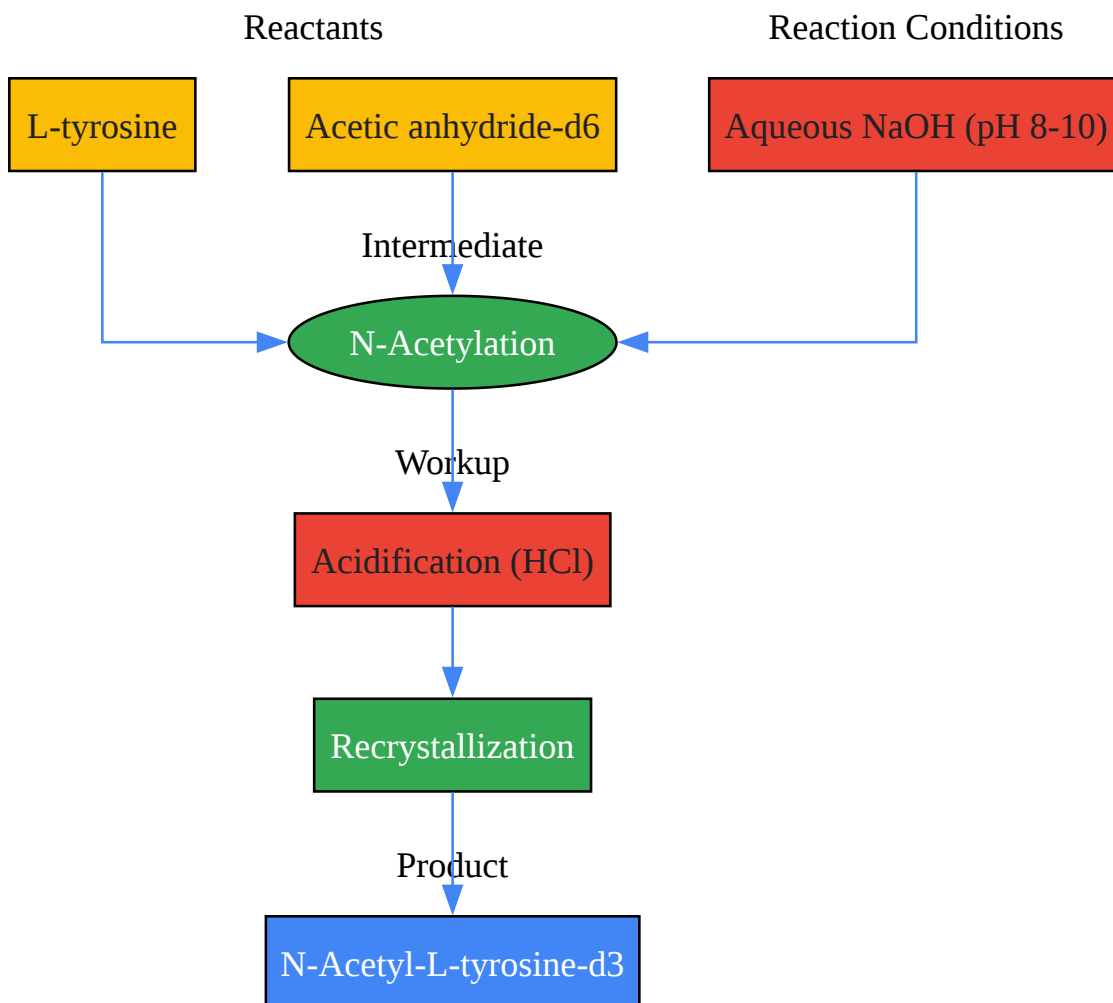 Reactants
Reaction Conditions
L-tyrosine
Acetic anhydride-d6
Aqueous NaOH (pH 8-10)
Intermediate
N-Acetylation
Workup
Acidification (HCl)
Recrystallization
Product
N-Acetyl-L-tyrosine-d3